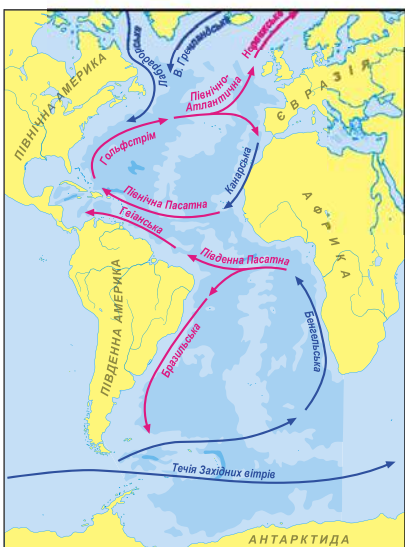 Лабрадорська
В. Гренландська
Норвезька
ПІВНІЧНА АМЕРИКА
Північно-
Атлантична
ЄВРАЗІЯ
Гольфстрім
Канарська
Північна Пасатна
Гвіанська
АФРИКА
Південна Пасатна
ПІВДЕННА АМЕРИКА
Бразильська
Бенгельська
Течія Західних вітрів
АНТАРКТИДА